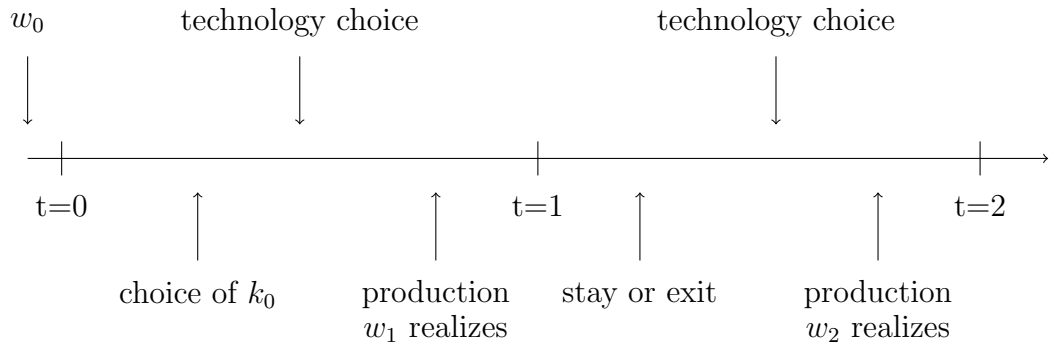 w₀
technology choice
technology choice
t=0
t=1
t=2
choice of k₀
production
w₁ realizes
stay or exit
production
w₂ realizes